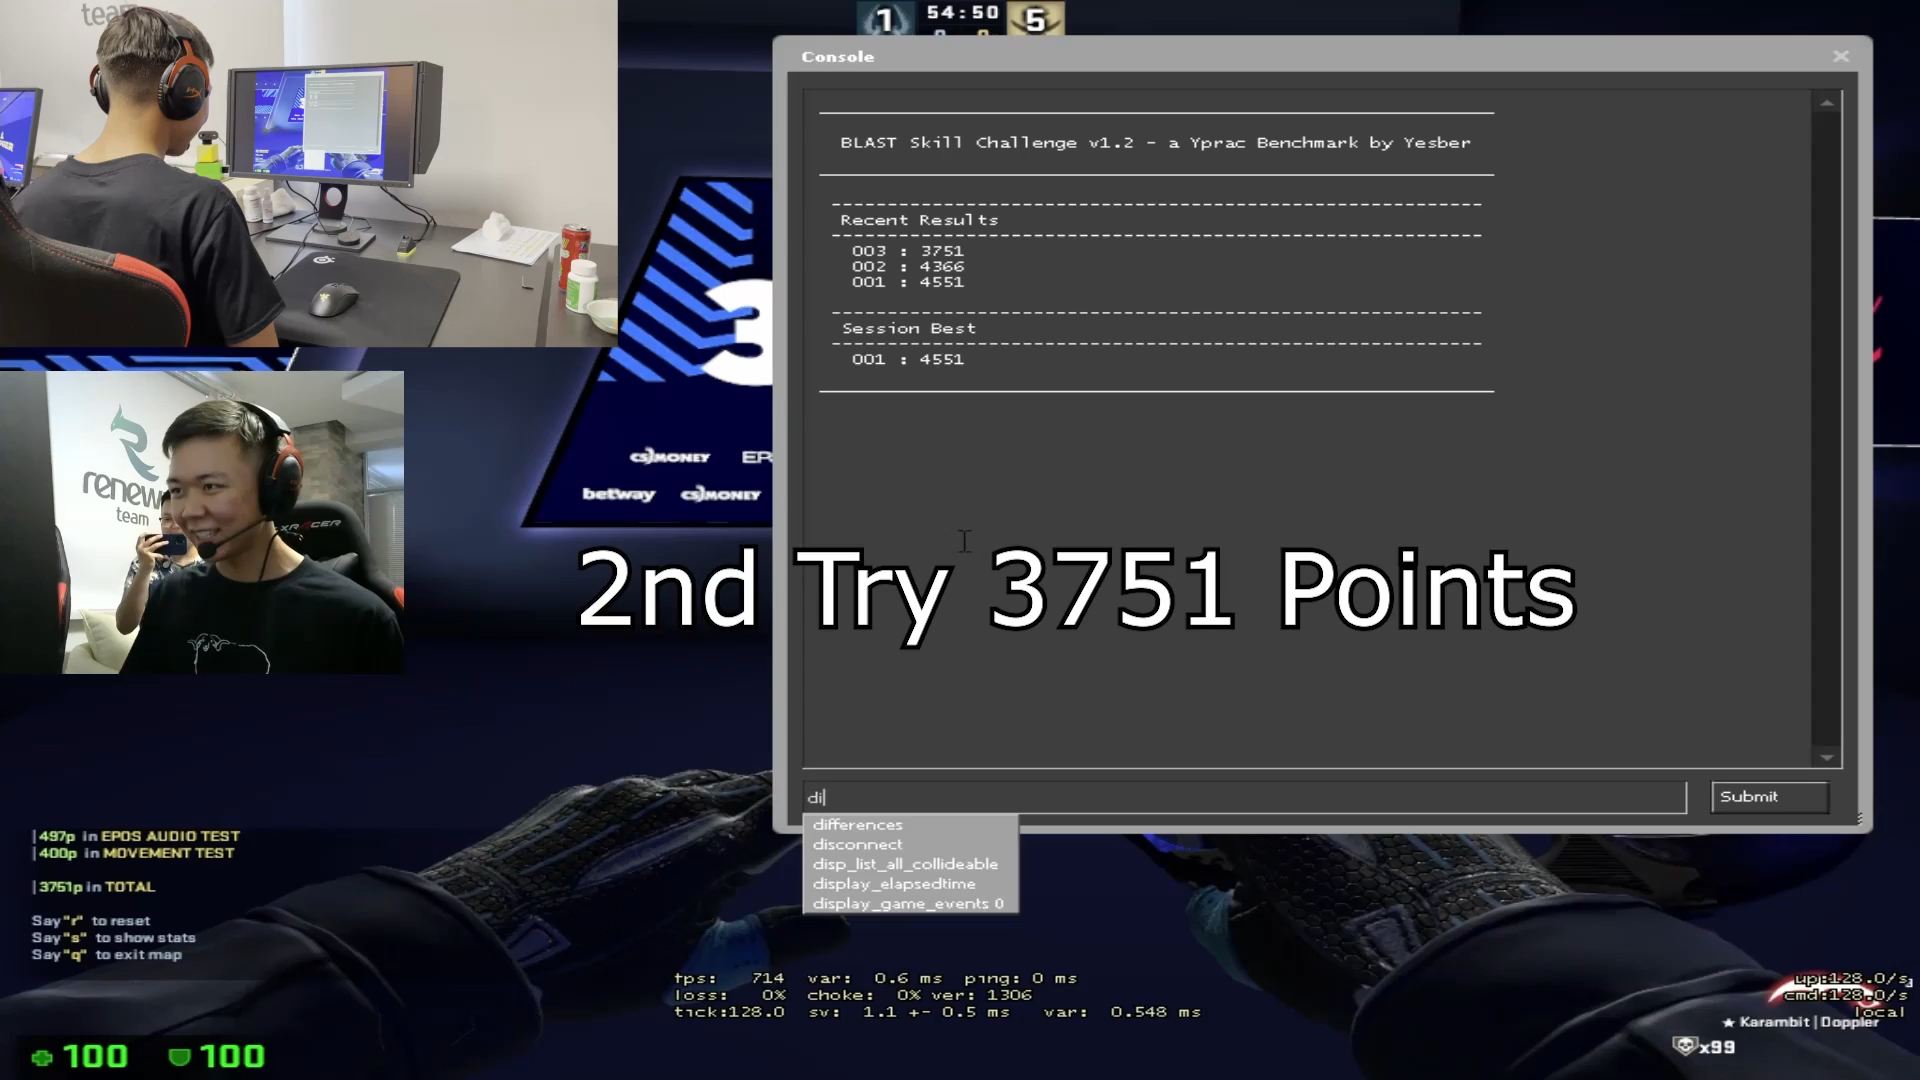 team
1
54:50
5
Console
BLAST Skill Challenge v1.2 - a Yprac Benchmark by Yesber
Recent Results
003 : 3751
002 : 4366
001 : 4551
Session Best
001 : 4551
renew
team
3
CS:MONEY
betway CS:MONEY
2nd Try 3751 Points
di
Submit
differences
disconnect
disp_list_all_collideable
display_elapsedtime
display_game_events 0
|497p in EPOS AUDIO TEST
|400p in MOVEMENT TEST
|3751p in TOTAL
Say "r" to reset
Say "s" to show stats
Say "q" to exit map
fps: 714 var: 0.6 ms ping: 0 ms
loss: 0% choke: 0% ver: 1306
tick:128.0 sv: 1.1 +- 0.5 ms var: 0.548 ms
up:128.0/s
cmd:128.0/s
local
★ Karambit | Doppler
x99
100 100